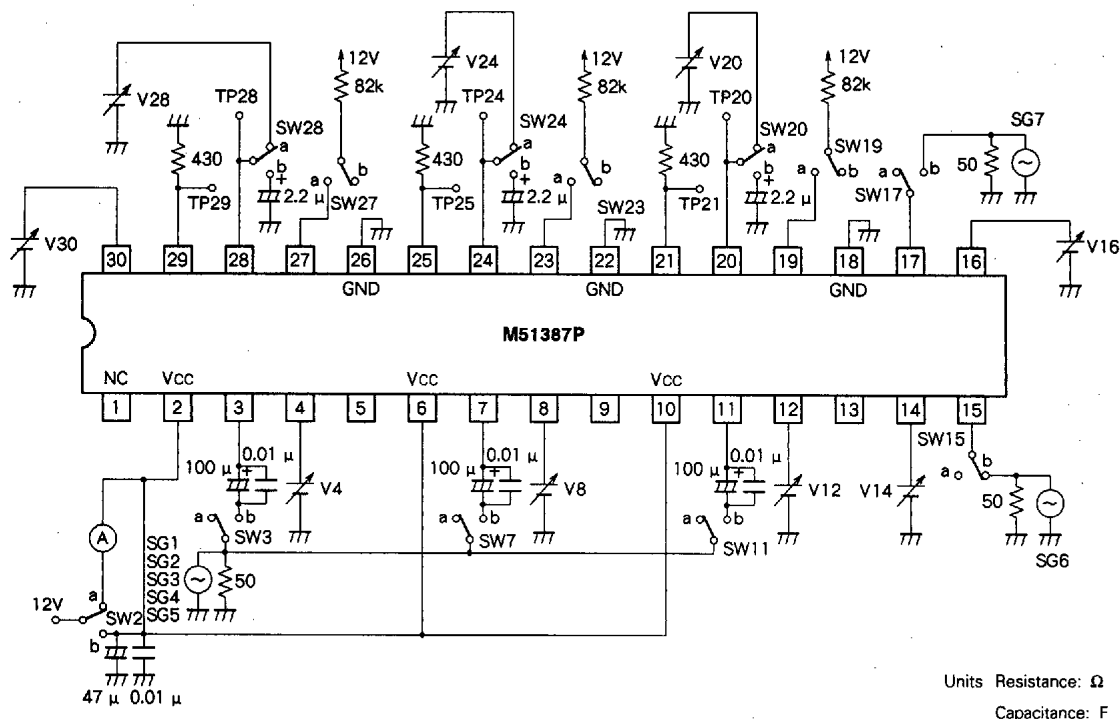 12V
82k
V28
TP28
SW28
a
b
+
430
2.2 μ
TP29
a
b
SW27
V24
TP24
SW24
a
b
+
430
2.2 μ
TP25
12V
82k
a
b
SW23
V20
TP20
SW20
a
b
+
430
2.2 μ
TP21
12V
82k
SW19
a
b
SW17
a
b
50
SG7
V30
V16
30 29 28 27 26 25 24 23 22 21 20 19 18 17 16
GND GND GND
M51387P
NC VCC VCC VCC
1 2 3 4 5 6 7 8 9 10 11 12 13 14 15
100 μ
+
0.01 μ
V4
a
b
SW3
100 μ
+
0.01 μ
V8
a
b
SW7
100 μ
+
0.01 μ
V12
a
b
SW11
V14
SW15
a
b
50
SG6
A
SG1
SG2
SG3
SG4
SG5
50
12V
a
SW2
b
47 μ 0.01 μ
Units Resistance: Ω
Capacitance: F